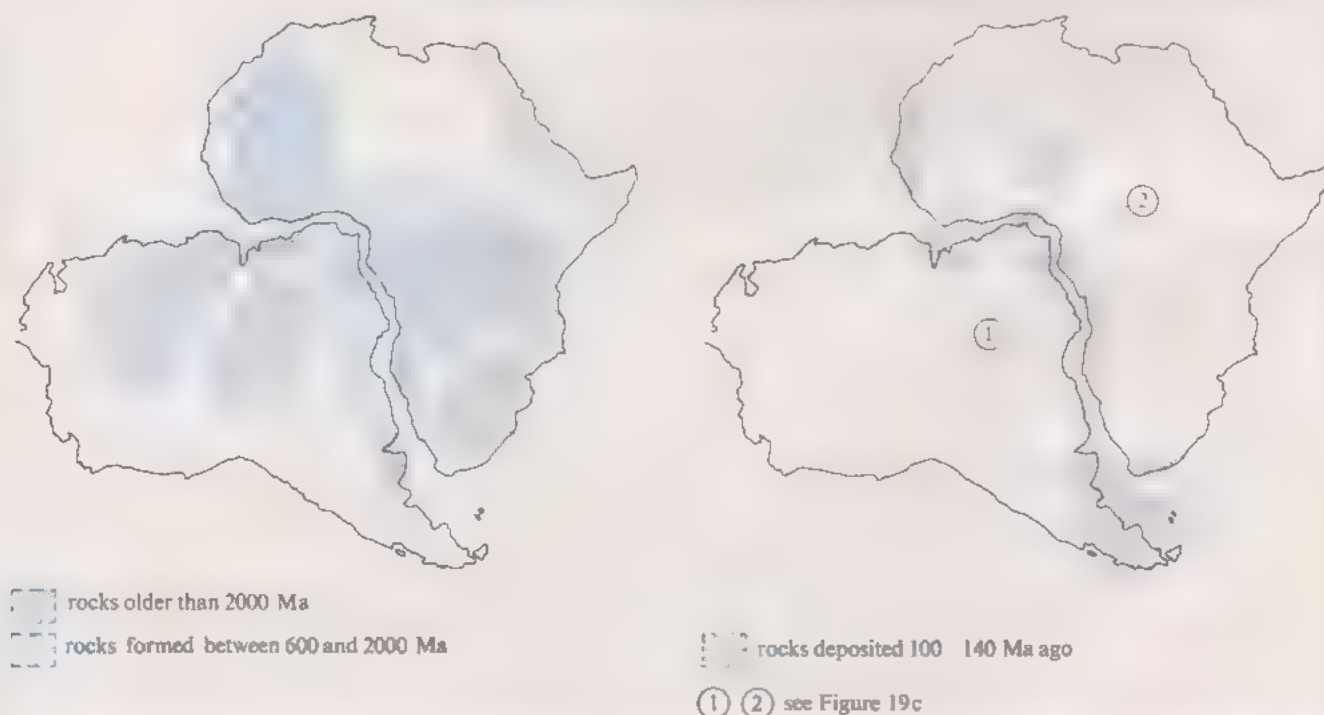 rocks older than 2000 Ma
rocks formed between 600 and 2000 Ma
② 
①
rocks deposited 100 140 Ma ago
① ② see Figure 19c